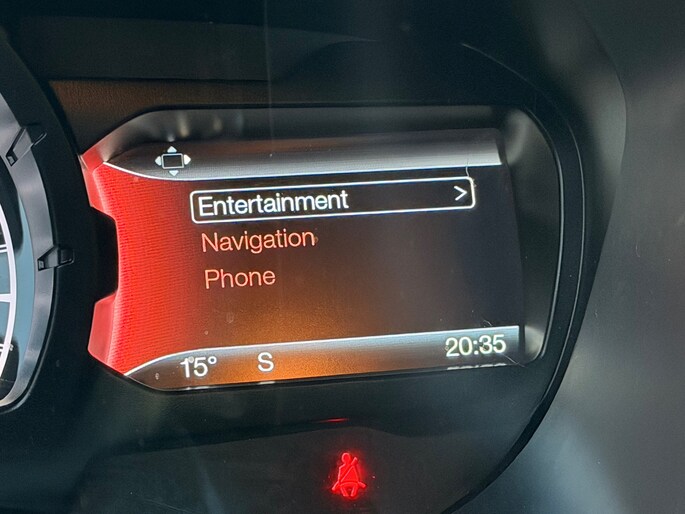 Entertainment >
Navigation
Phone
15° S 20:35